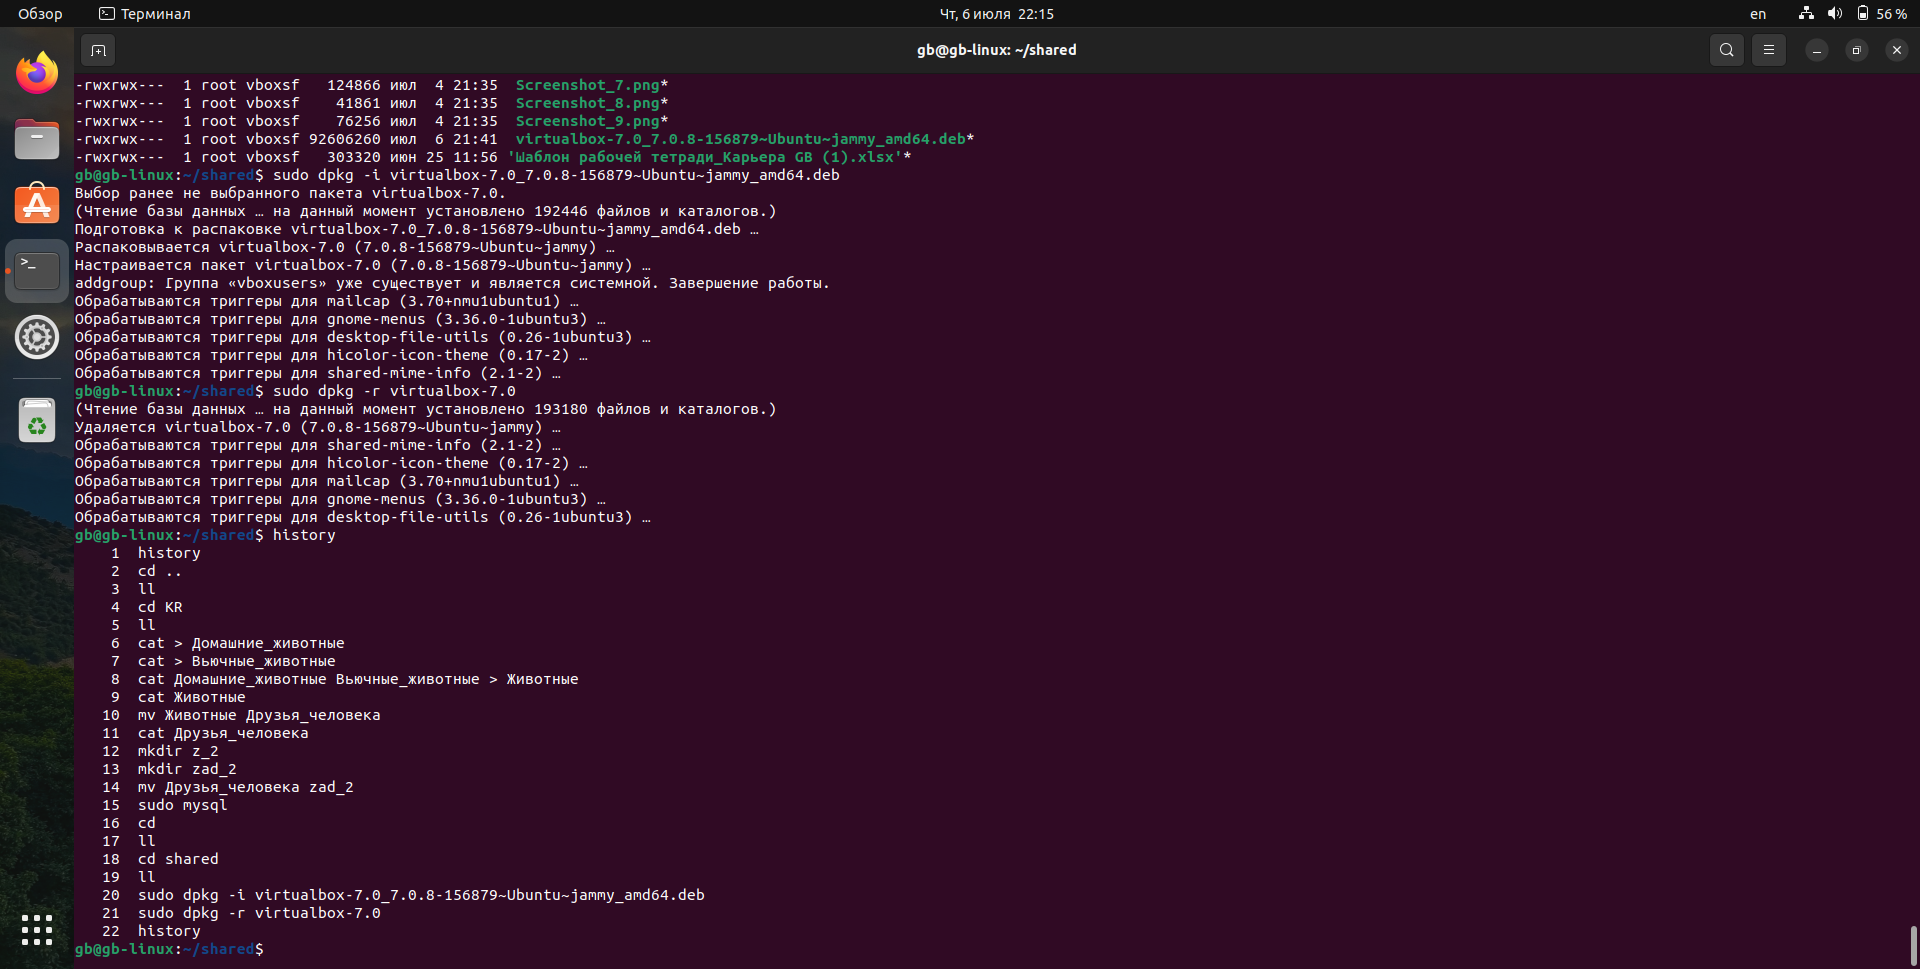 Обзор Терминал Чт, 6 июля 22:15 en 56 %
gb@gb-linux: ~/shared
-rwxrwx--- 1 root vboxsf 124866 июл 4 21:35 Screenshot_7.png*
-rwxrwx--- 1 root vboxsf 41861 июл 4 21:35 Screenshot_8.png*
-rwxrwx--- 1 root vboxsf 76256 июл 4 21:35 Screenshot_9.png*
-rwxrwx--- 1 root vboxsf 92606260 июл 6 21:41 virtualbox-7.0_7.0.8-156879~Ubuntu~jammy_amd64.deb*
-rwxrwx--- 1 root vboxsf 303320 июн 25 11:56 'Шаблон рабочей тетради_Карьера GB (1).xlsx'*
gb@gb-linux:~/shared$ sudo dpkg -i virtualbox-7.0_7.0.8-156879~Ubuntu~jammy_amd64.deb
Выбор ранее не выбранного пакета virtualbox-7.0.
(Чтение базы данных … на данный момент установлено 192446 файлов и каталогов.)
Подготовка к распаковке virtualbox-7.0_7.0.8-156879~Ubuntu~jammy_amd64.deb …
Распаковывается virtualbox-7.0 (7.0.8-156879~Ubuntu~jammy) …
Настраивается пакет virtualbox-7.0 (7.0.8-156879~Ubuntu~jammy) …
addgroup: Группа «vboxusers» уже существует и является системной. Завершение работы.
Обрабатываются триггеры для mailcap (3.70+nmu1ubuntu1) …
Обрабатываются триггеры для gnome-menus (3.36.0-1ubuntu3) …
Обрабатываются триггеры для desktop-file-utils (0.26-1ubuntu3) …
Обрабатываются триггеры для hicolor-icon-theme (0.17-2) …
Обрабатываются триггеры для shared-mime-info (2.1-2) …
gb@gb-linux:~/shared$ sudo dpkg -r virtualbox-7.0
(Чтение базы данных … на данный момент установлено 193180 файлов и каталогов.)
Удаляется virtualbox-7.0 (7.0.8-156879~Ubuntu~jammy) …
Обрабатываются триггеры для shared-mime-info (2.1-2) …
Обрабатываются триггеры для hicolor-icon-theme (0.17-2) …
Обрабатываются триггеры для mailcap (3.70+nmu1ubuntu1) …
Обрабатываются триггеры для gnome-menus (3.36.0-1ubuntu3) …
Обрабатываются триггеры для desktop-file-utils (0.26-1ubuntu3) …
gb@gb-linux:~/shared$ history
1 history
2 cd ..
3 ll
4 cd KR
5 ll
6 cat > Домашние_животные
7 cat > Вьючные_животные
8 cat Домашние_животные Вьючные_животные > Животные
9 cat Животные
10 mv Животные Друзья_человека
11 cat Друзья_человека
12 mkdir z_2
13 mkdir zad_2
14 mv Друзья_человека zad_2
15 sudo mysql
16 cd
17 ll
18 cd shared
19 ll
20 sudo dpkg -i virtualbox-7.0_7.0.8-156879~Ubuntu~jammy_amd64.deb
21 sudo dpkg -r virtualbox-7.0
22 history
gb@gb-linux:~/shared$